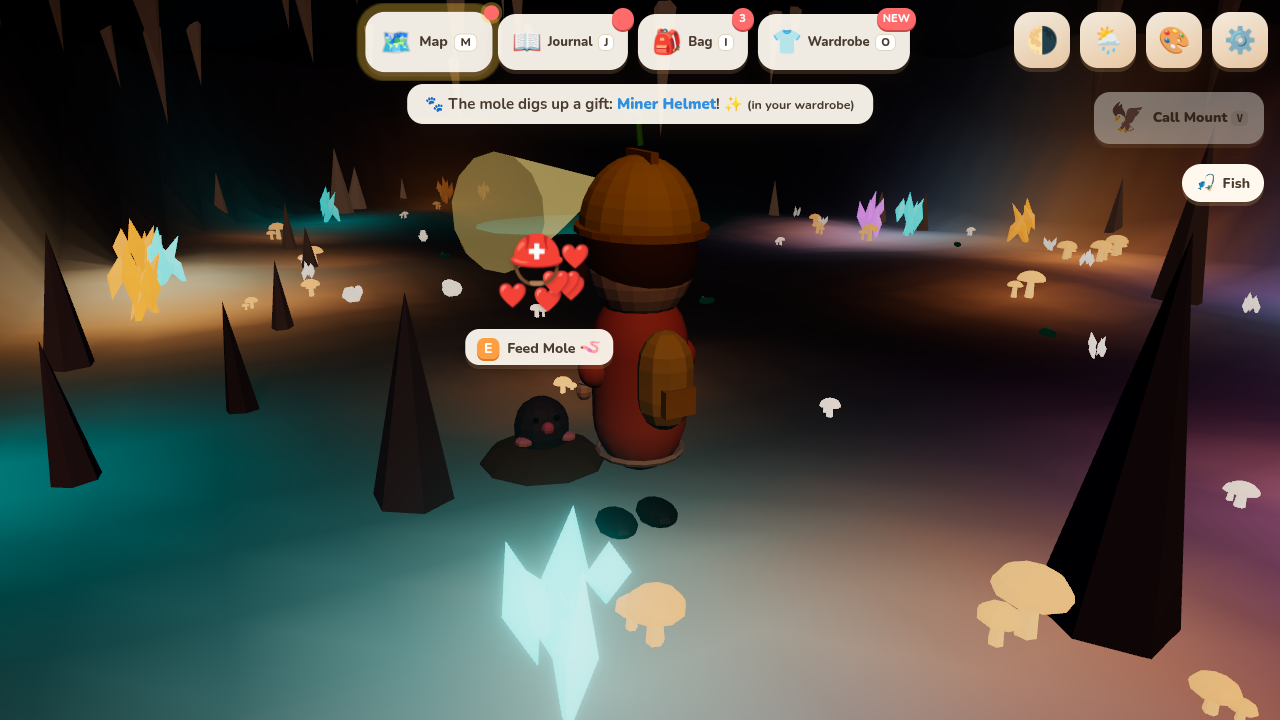 Map M
Journal J
Bag I
3
Wardrobe O
NEW
The mole digs up a gift: Miner Helmet! (in your wardrobe)
Call Mount V
Fish
E Feed Mole